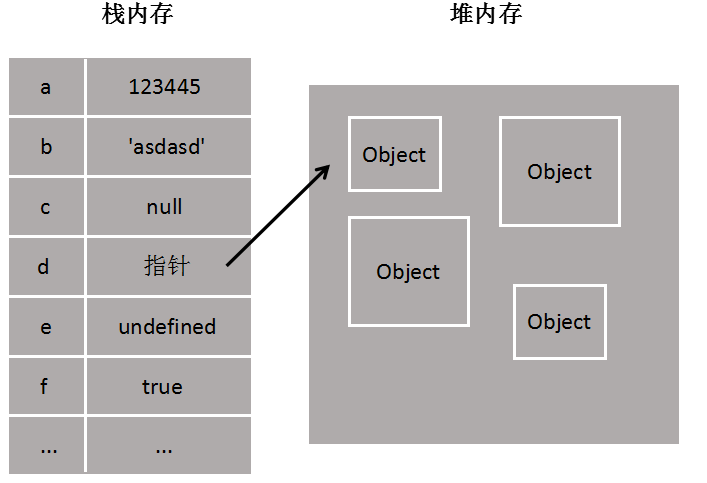 栈内存
堆内存
a 123445
b 'asdasd'
c null
d 指针
e undefined
f true
... ...
Object
Object
Object
Object